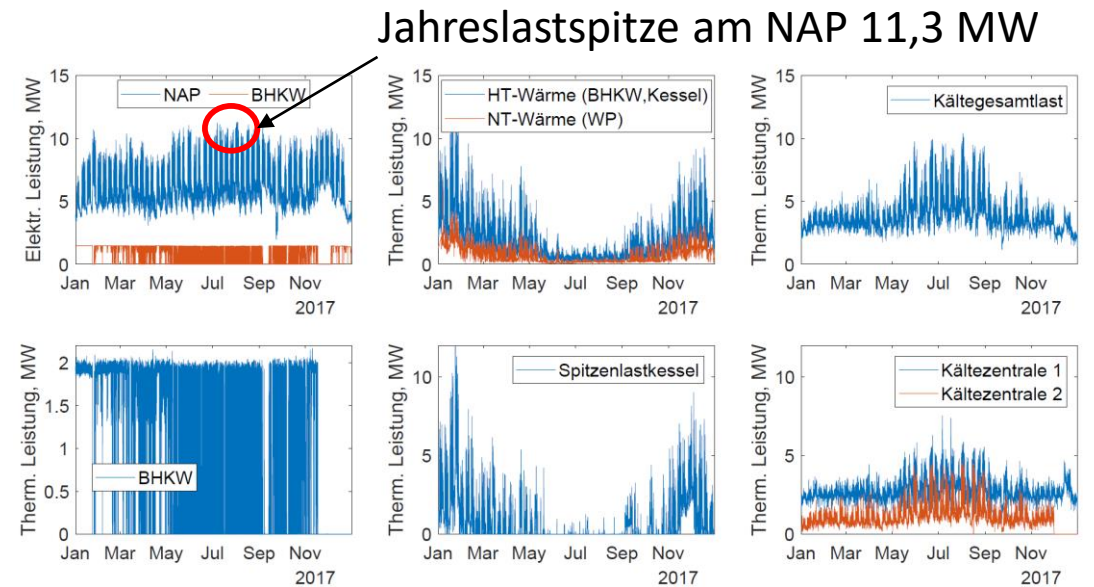 Jahreslastspitze am NAP 11,3 MW
Elektr. Leistung, MW
15
10
5
0
NAP
BHKW
Jan Mar May Jul Sep Nov
2017
Therm. Leistung, MW
15
10
5
0
HT-Wärme (BHKW,Kessel)
NT-Wärme (WP)
Jan Mar May Jul Sep Nov
2017
Therm. Leistung, MW
15
10
5
0
Kältegesamtlast
Jan Mar May Jul Sep Nov
2017
Therm. Leistung, MW
2
1.5
1
0.5
0
BHKW
Jan Mar May Jul Sep Nov
2017
Therm. Leistung, MW
10
5
0
Spitzenlastkessel
Jan Mar May Jul Sep Nov
2017
Therm. Leistung, MW
10
5
0
Kältezentrale 1
Kältezentrale 2
Jan Mar May Jul Sep Nov
2017